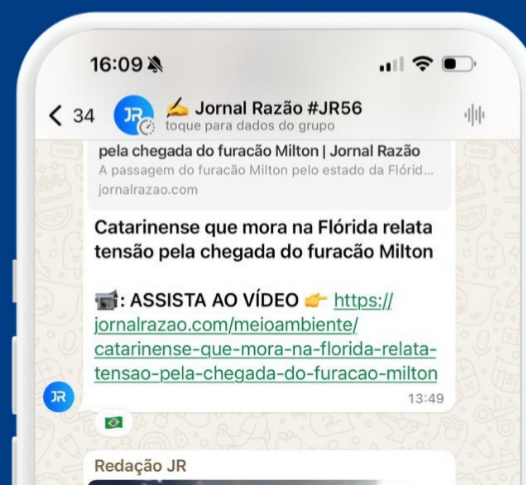 16:09
34
JR
✍️ Jornal Razão #JR56
toque para dados do grupo
pela chegada do furacão Milton | Jornal Razão
A passagem do furacão Milton pelo estado da Flórid...
jornalrazao.com
Catarinense que mora na Flórida relata
tensão pela chegada do furacão Milton
📹: ASSISTA AO VÍDEO 👉 https://
jornalrazao.com/meioambiente/
catarinense-que-mora-na-florida-relata-
tensao-pela-chegada-do-furacao-milton
13:49
JR
🇧🇷
Redação JR